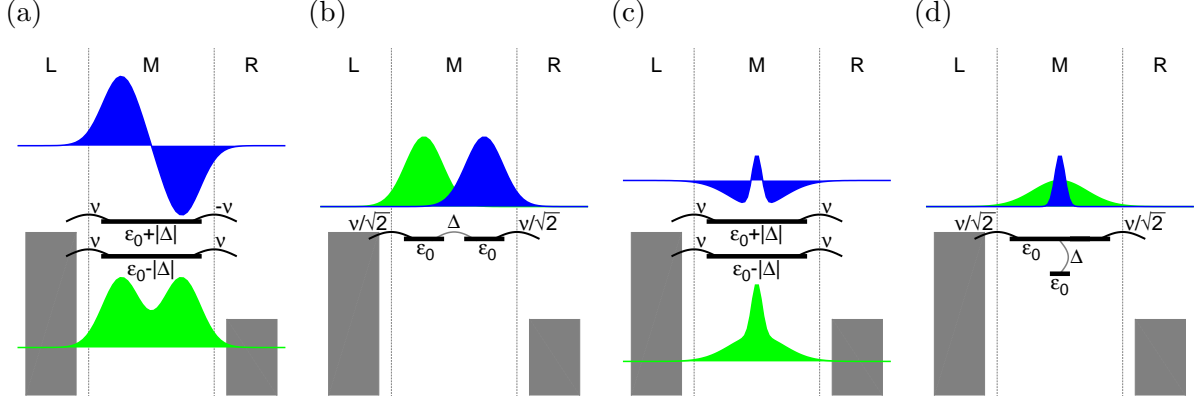 (a)
(b)
(c)
(d)
L M R
L M R
L M R
L M R
ν -ν
ε₀+|Δ|
ν ν
ε₀-|Δ|
ν/√2 Δ ν/√2
ε₀ ε₀
ν ν
ε₀+|Δ|
ν ν
ε₀-|Δ|
ν/√2 ν/√2
ε₀ Δ
ε₀